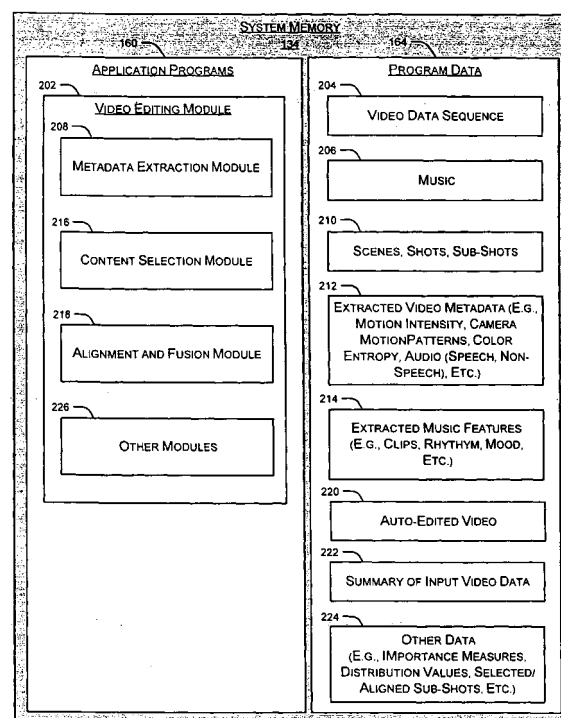 SYSTEM MEMORY
134
160
APPLICATION PROGRAMS
202
VIDEO EDITING MODULE
208
METADATA EXTRACTION MODULE
216
CONTENT SELECTION MODULE
218
ALIGNMENT AND FUSION MODULE
226
OTHER MODULES
164
PROGRAM DATA
204
VIDEO DATA SEQUENCE
206
MUSIC
210
SCENES, SHOTS, SUB-SHOTS
212
EXTRACTED VIDEO METADATA (E.G.,
MOTION INTENSITY, CAMERA
MOTIONPATTERNS, COLOR
ENTROPY, AUDIO (SPEECH, NON-
SPEECH), ETC.)
214
EXTRACTED MUSIC FEATURES
(E.G., CLIPS, RHYTHYM, MOOD,
ETC.)
220
AUTO-EDITED VIDEO
222
SUMMARY OF INPUT VIDEO DATA
224
OTHER DATA
(E.G., IMPORTANCE MEASURES,
DISTRIBUTION VALUES, SELECTED/
ALIGNED SUB-SHOTS, ETC.)